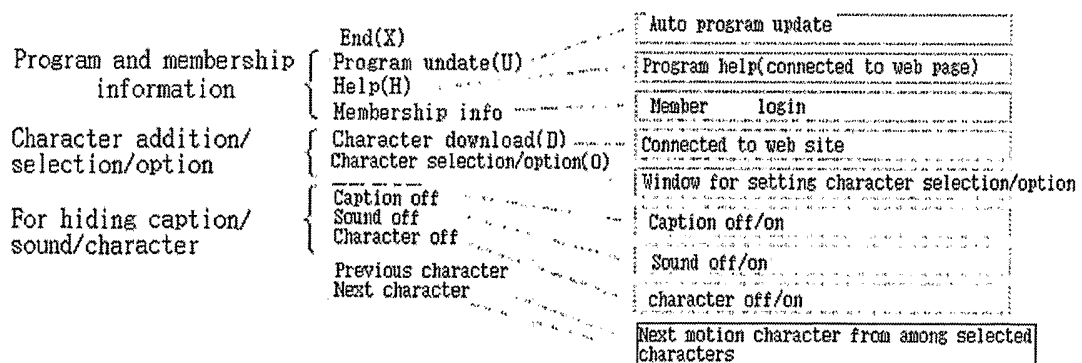 Program and membership
information
End(X)
Program undate(U)
Help(H)
Membership info
Auto program update
Program help(connected to web page)
Member login
Character addition/
selection/option
Character download(D)
Character selection/option(O)
Connected to web site
Window for setting character selection/option
For hiding caption/
sound/character
Caption off
Sound off
Character off
Previous character
Next character
Caption off/on
Sound off/on
character off/on
Next motion character from among selected
characters